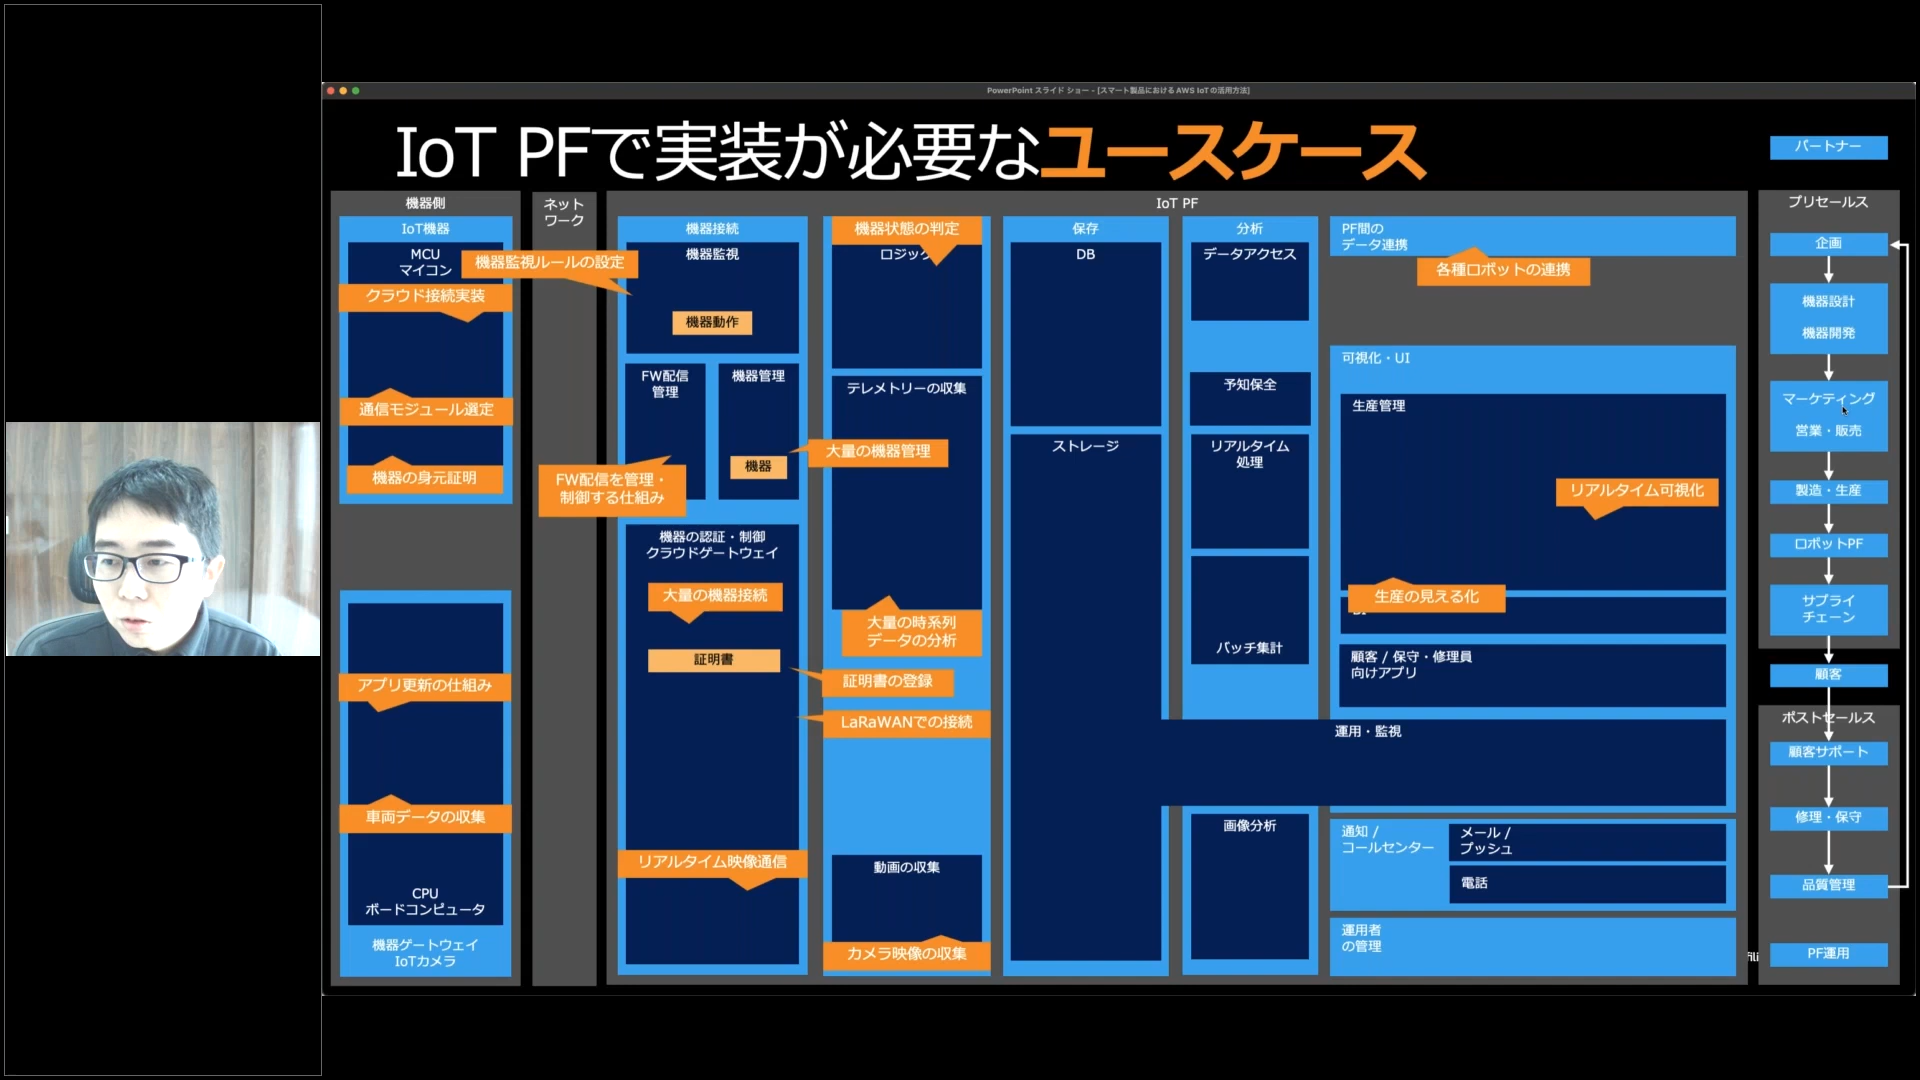 PowerPoint スライド ショー - [スマート製品における AWS IoT の活用方法]
IoT PFで実装が必要なユースケース
パートナー
機器側
IoT機器
MCU
マイコン
クラウド接続実装
通信モジュール選定
機器の身元証明
アプリ更新の仕組み
車両データの収集
CPU
ボードコンピュータ
機器ゲートウェイ
IoTカメラ
ネット
ワーク
IoT PF
機器接続
機器監視
機器監視ルールの設定
機器動作
FW配信
管理
機器管理
機器
大量の機器管理
FW配信を管理・
制御する仕組み
機器の認証・制御
クラウドゲートウェイ
大量の機器接続
証明書
証明書の登録
LaRaWANでの接続
リアルタイム映像通信
機器状態の判定
ロジック
テレメトリーの収集
大量の時系列
データの分析
動画の収集
カメラ映像の収集
保存
DB
ストレージ
分析
データアクセス
予知保全
リアルタイム
処理
バッチ集計
画像分析
PF間の
データ連携
各種ロボットの連携
可視化・UI
生産管理
リアルタイム可視化
生産の見える化
顧客 / 保守・修理員
向けアプリ
運用・監視
通知 /
コールセンター
メール /
プッシュ
電話
運用者
の管理
プリセールス
企画
機器設計
機器開発
マーケティング
営業・販売
製造・生産
ロボットPF
サプライ
チェーン
顧客
ポストセールス
顧客サポート
修理・保守
品質管理
PF運用